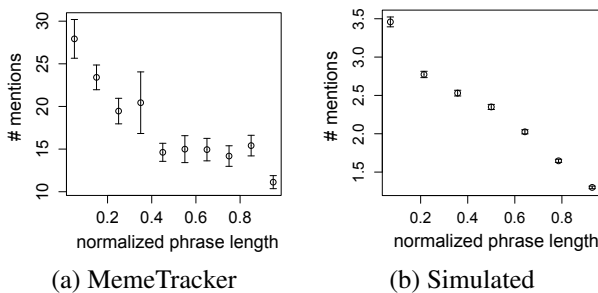 # mentions
30
25
20
15
10
0.2 0.4 0.6 0.8
normalized phrase length
(a) MemeTracker
# mentions
3.5
3.0
2.5
2.0
1.5
0.2 0.4 0.6 0.8
normalized phrase length
(b) Simulated